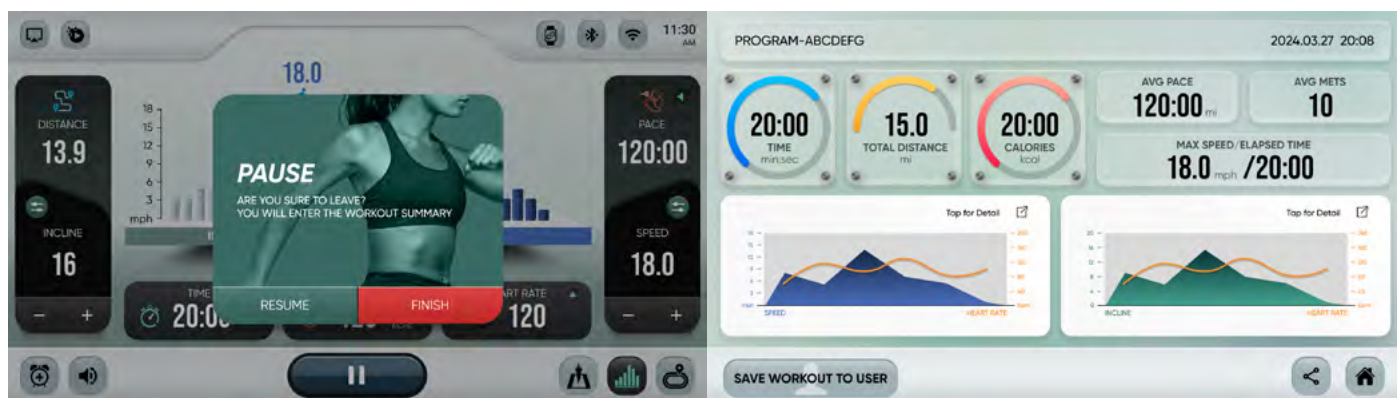 11:30
AM
18.0
DISTANCE
13.9
INCLINE
16
- +
18
15
12
9
6
3
mph
PAUSE
ARE YOU SURE TO LEAVE?
YOU WILL ENTER THE WORKOUT SUMMARY
RESUME
FINISH
PACE
120:00
SPEED
18.0
- +
TIME
20:00
HEART RATE
120
PROGRAM-ABCDEFG
2024.03.27 20:08
20:00
TIME
min:sec
15.0
TOTAL DISTANCE
mi
20:00
CALORIES
kcal
AVG PACE
120:00 mi
AVG METS
10
MAX SPEED/ELAPSED TIME
18.0 mph /20:00
Tap for Detail
SPEED
HEART RATE
Tap for Detail
INCLINE
HEART RATE
SAVE WORKOUT TO USER